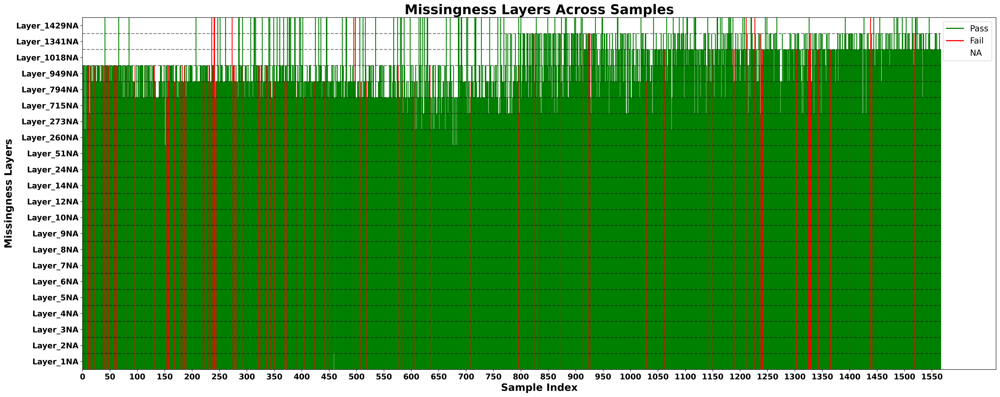 Missingness Layers Across Samples
Missingness Layers
Layer_1429NA
Layer_1341NA
Layer_1018NA
Layer_949NA
Layer_794NA
Layer_715NA
Layer_273NA
Layer_260NA
Layer_51NA
Layer_24NA
Layer_14NA
Layer_12NA
Layer_10NA
Layer_9NA
Layer_8NA
Layer_7NA
Layer_6NA
Layer_5NA
Layer_4NA
Layer_3NA
Layer_2NA
Layer_1NA
Pass
Fail
NA
0 50 100 150 200 250 300 350 400 450 500 550 600 650 700 750 800 850 900 950 1000 1050 1100 1150 1200 1250 1300 1350 1400 1450 1500 1550
Sample Index